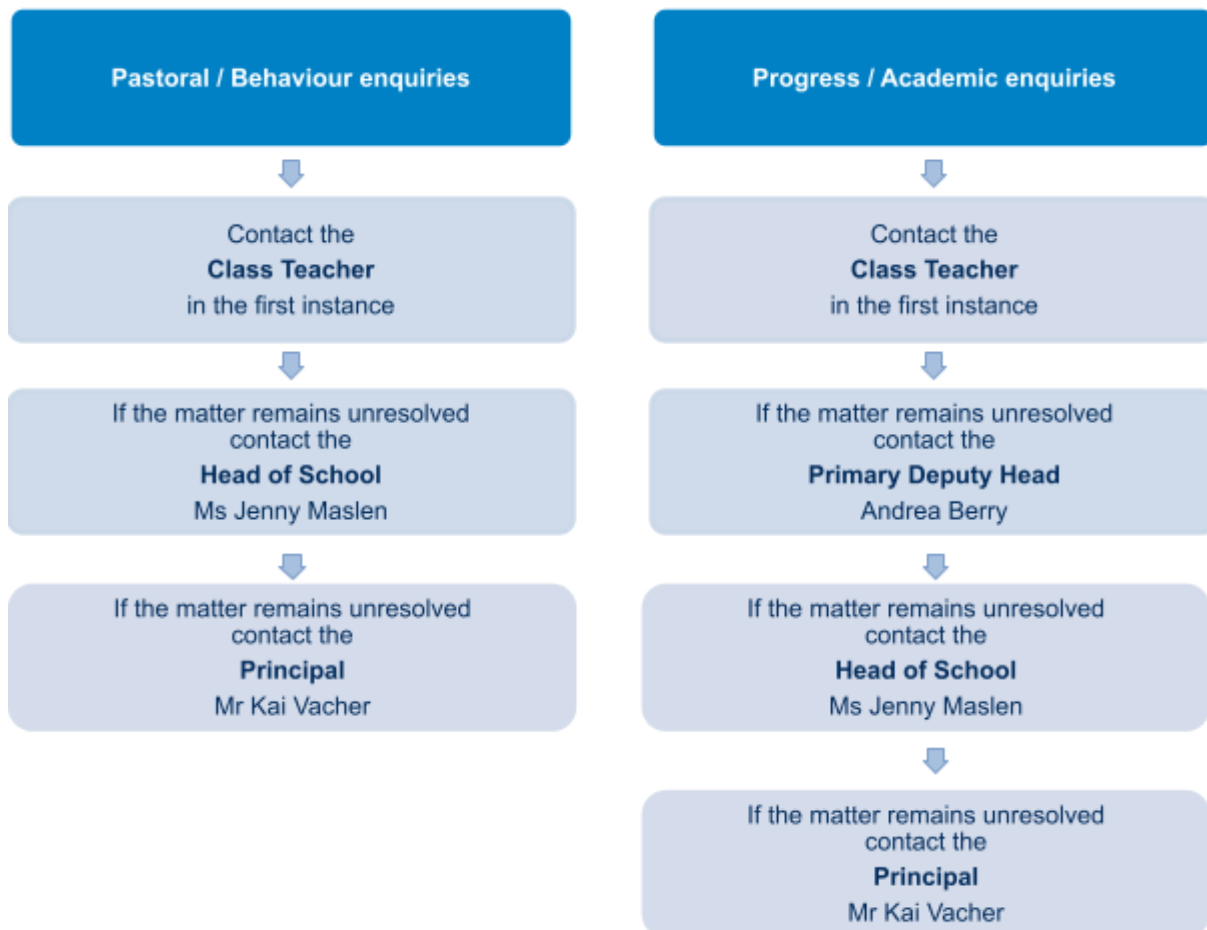 Pastoral / Behaviour enquiries
Contact the
Class Teacher
in the first instance
If the matter remains unresolved
contact the
Head of School
Ms Jenny Maslen
If the matter remains unresolved
contact the
Principal
Mr Kai Vacher
Progress / Academic enquiries
Contact the
Class Teacher
in the first instance
If the matter remains unresolved
contact the
Primary Deputy Head
Andrea Berry
If the matter remains unresolved
contact the
Head of School
Ms Jenny Maslen
If the matter remains unresolved
contact the
Principal
Mr Kai Vacher